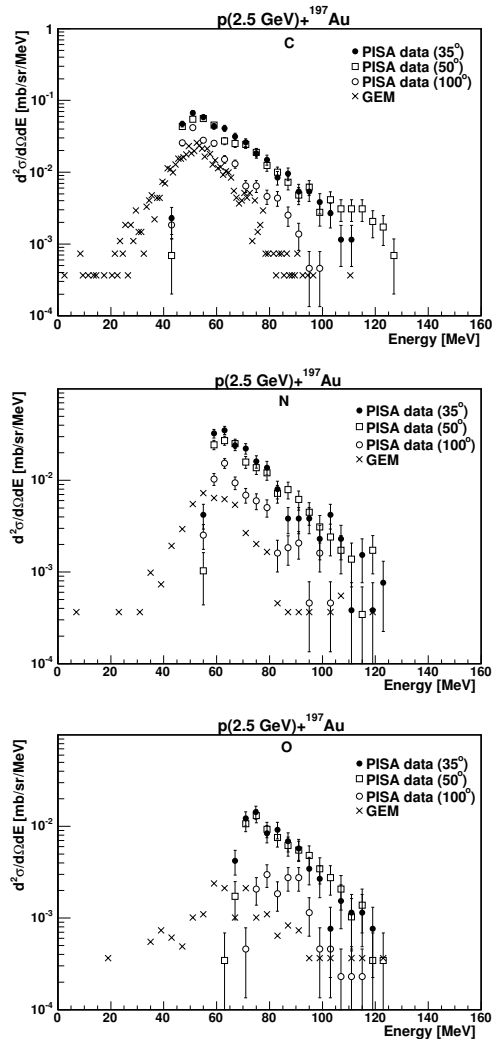 p(2.5 GeV)+¹⁹⁷Au
C
d²σ/dΩdE [mb/sr/MeV]
1
10⁻¹
10⁻²
10⁻³
10⁻⁴
● PISA data (35°)
□ PISA data (50°)
○ PISA data (100°)
× GEM
0 20 40 60 80 100 120 140 160
Energy [MeV]
p(2.5 GeV)+¹⁹⁷Au
N
d²σ/dΩdE [mb/sr/MeV]
10⁻²
10⁻³
10⁻⁴
● PISA data (35°)
□ PISA data (50°)
○ PISA data (100°)
× GEM
0 20 40 60 80 100 120 140 160
Energy [MeV]
p(2.5 GeV)+¹⁹⁷Au
O
d²σ/dΩdE [mb/sr/MeV]
10⁻²
10⁻³
10⁻⁴
● PISA data (35°)
□ PISA data (50°)
○ PISA data (100°)
× GEM
0 20 40 60 80 100 120 140 160
Energy [MeV]